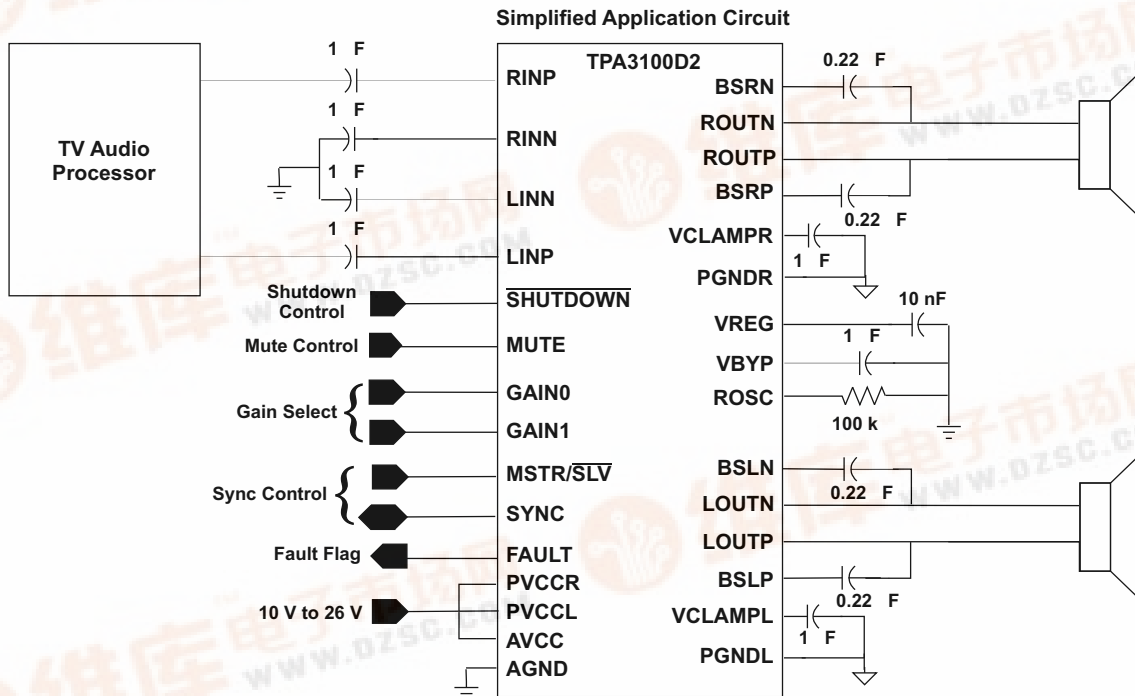 Simplified Application Circuit
TV Audio
Processor
1 F
1 F
1 F
1 F
Shutdown
Control
Mute Control
Gain Select
{
Sync Control
{
Fault Flag
10 V to 26 V
TPA3100D2
RINP
RINN
LINN
LINP
SHUTDOWN
MUTE
GAIN0
GAIN1
MSTR/SLV
SYNC
FAULT
PVCCR
PVCCL
AVCC
AGND
BSRN
ROUTN
ROUTP
BSRP
VCLAMPR
PGNDR
VREG
VBYP
ROSC
BSLN
LOUTN
LOUTP
BSLP
VCLAMPL
PGNDL
0.22 F
0.22 F
1 F
10 nF
1 F
100 k
0.22 F
0.22 F
1 F
维库电子市场网
WWW.DZSC.COM